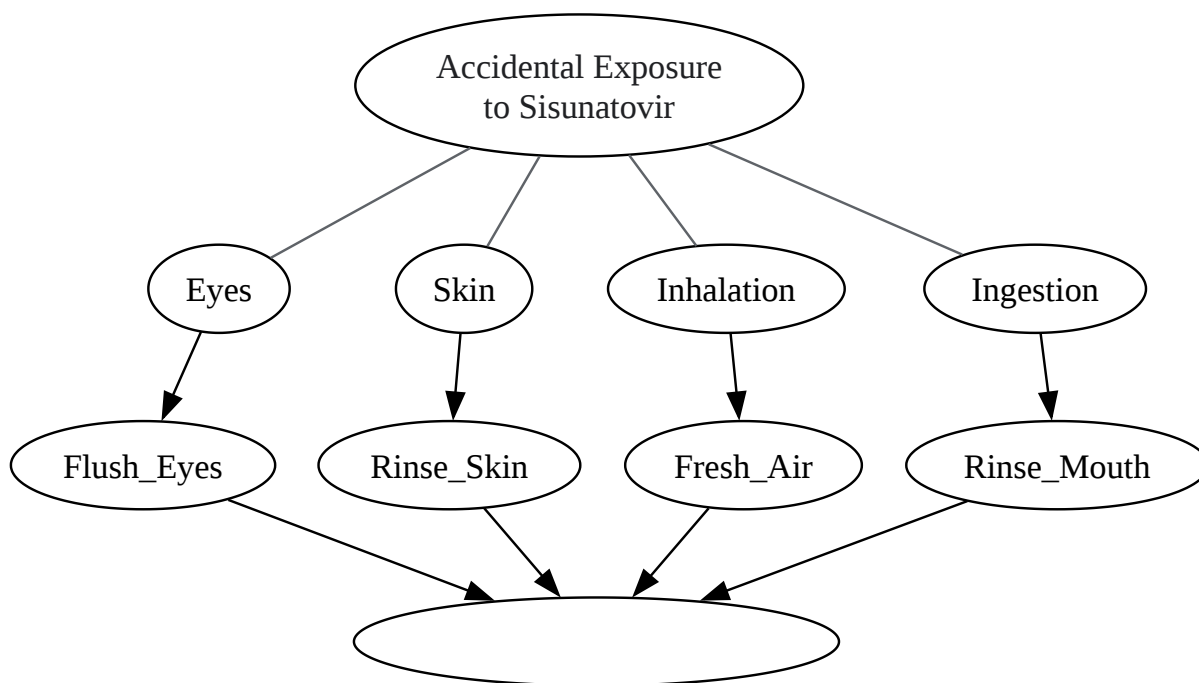 Accidental Exposure
to Sisunatovir
Eyes
Skin
Inhalation
Ingestion
Flush_Eyes
Rinse_Skin
Fresh_Air
Rinse_Mouth